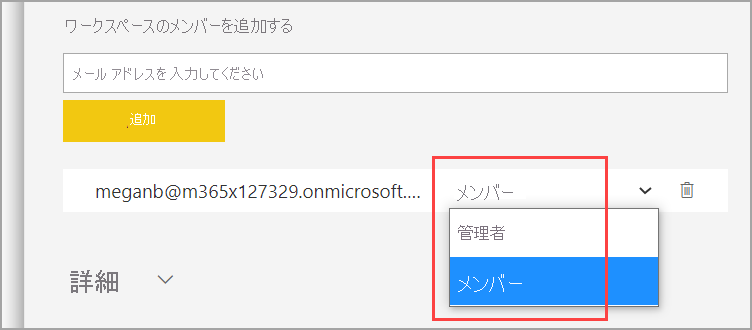 ワークスペースのメンバーを追加する
メール アドレスを入力してください
追加
meganb@m365x127329.onmicrosoft.... メンバー
管理者
メンバー
詳細